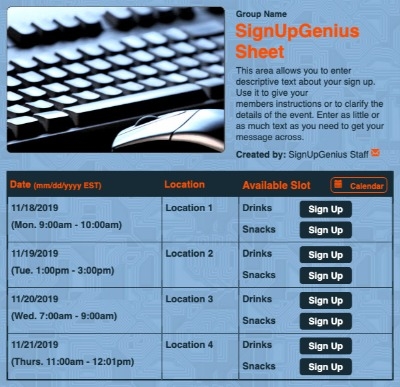 Group Name
SignUpGenius
Sheet
This area allows you to enter
descriptive text about your sign up.
Use it to give your
members instructions or to clarify the
details of the event. Enter as little or
as much text as you need to get your
message across.
Created by: SignUpGenius Staff
Date (mm/dd/yyyy EST) Location Available Slot Calendar
11/18/2019 Location 1 Drinks Sign Up
(Mon. 9:00am - 10:00am) Snacks Sign Up
11/19/2019 Location 2 Drinks Sign Up
(Tue. 1:00pm - 3:00pm) Snacks Sign Up
11/20/2019 Location 3 Drinks Sign Up
(Wed. 7:00am - 9:00am) Snacks Sign Up
11/21/2019 Location 4 Drinks Sign Up
(Thurs. 11:00am - 12:01pm) Snacks Sign Up